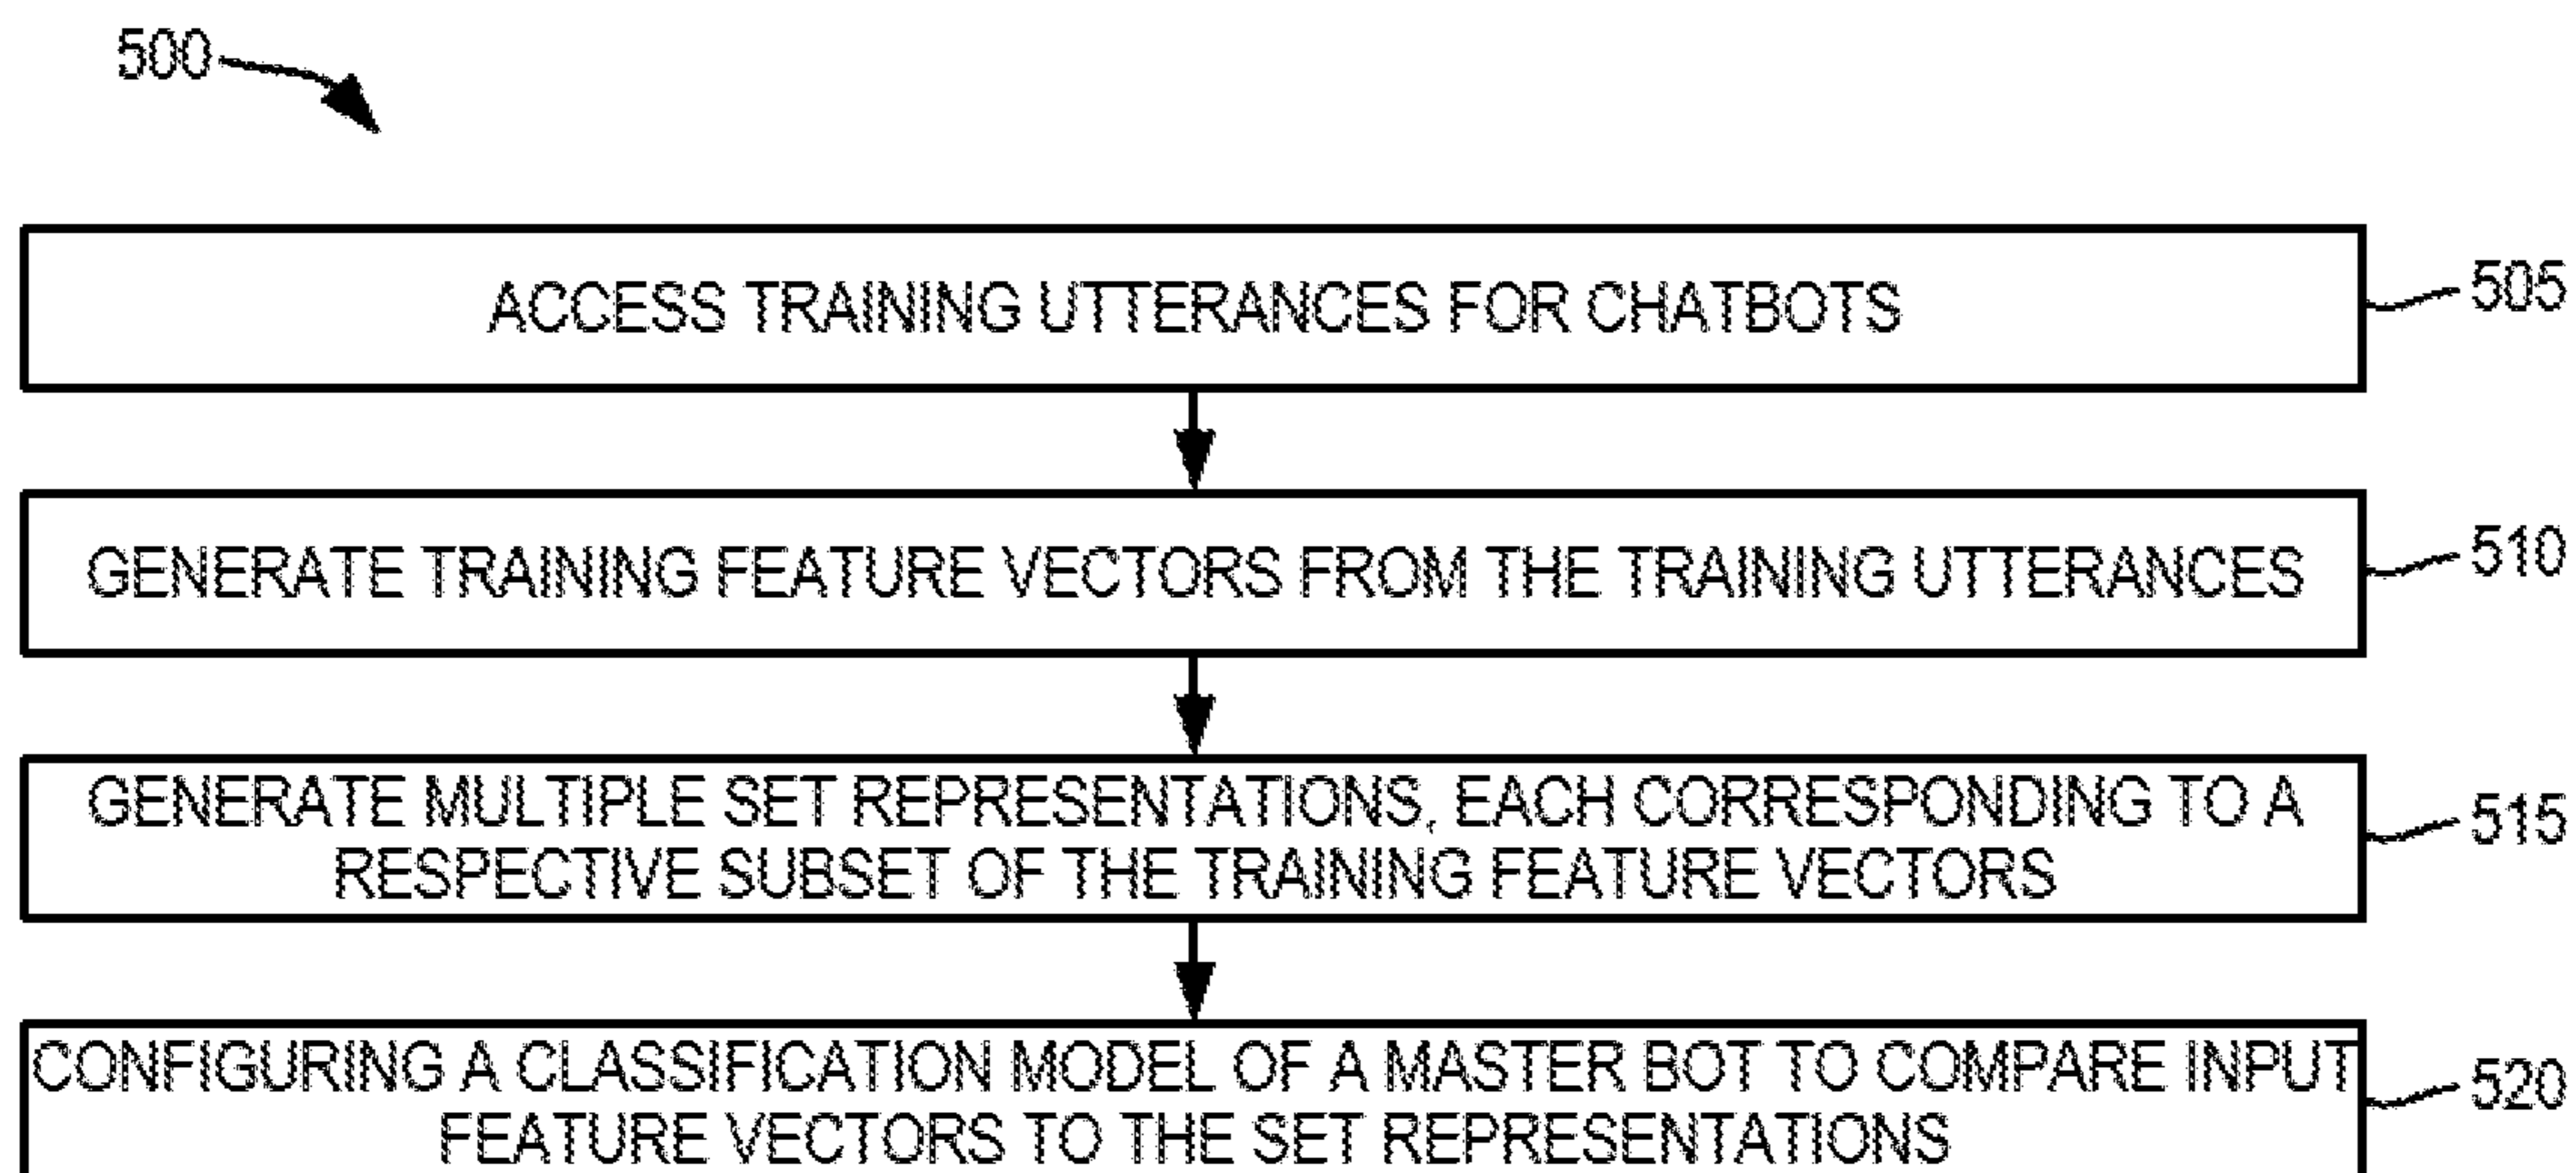 500
ACCESS TRAINING UTTERANCES FOR CHATBOTS
505
GENERATE TRAINING FEATURE VECTORS FROM THE TRAINING UTTERANCES
510
GENERATE MULTIPLE SET REPRESENTATIONS, EACH CORRESPONDING TO A
RESPECTIVE SUBSET OF THE TRAINING FEATURE VECTORS
515
CONFIGURING A CLASSIFICATION MODEL OF A MASTER BOT TO COMPARE INPUT
FEATURE VECTORS TO THE SET REPRESENTATIONS
520